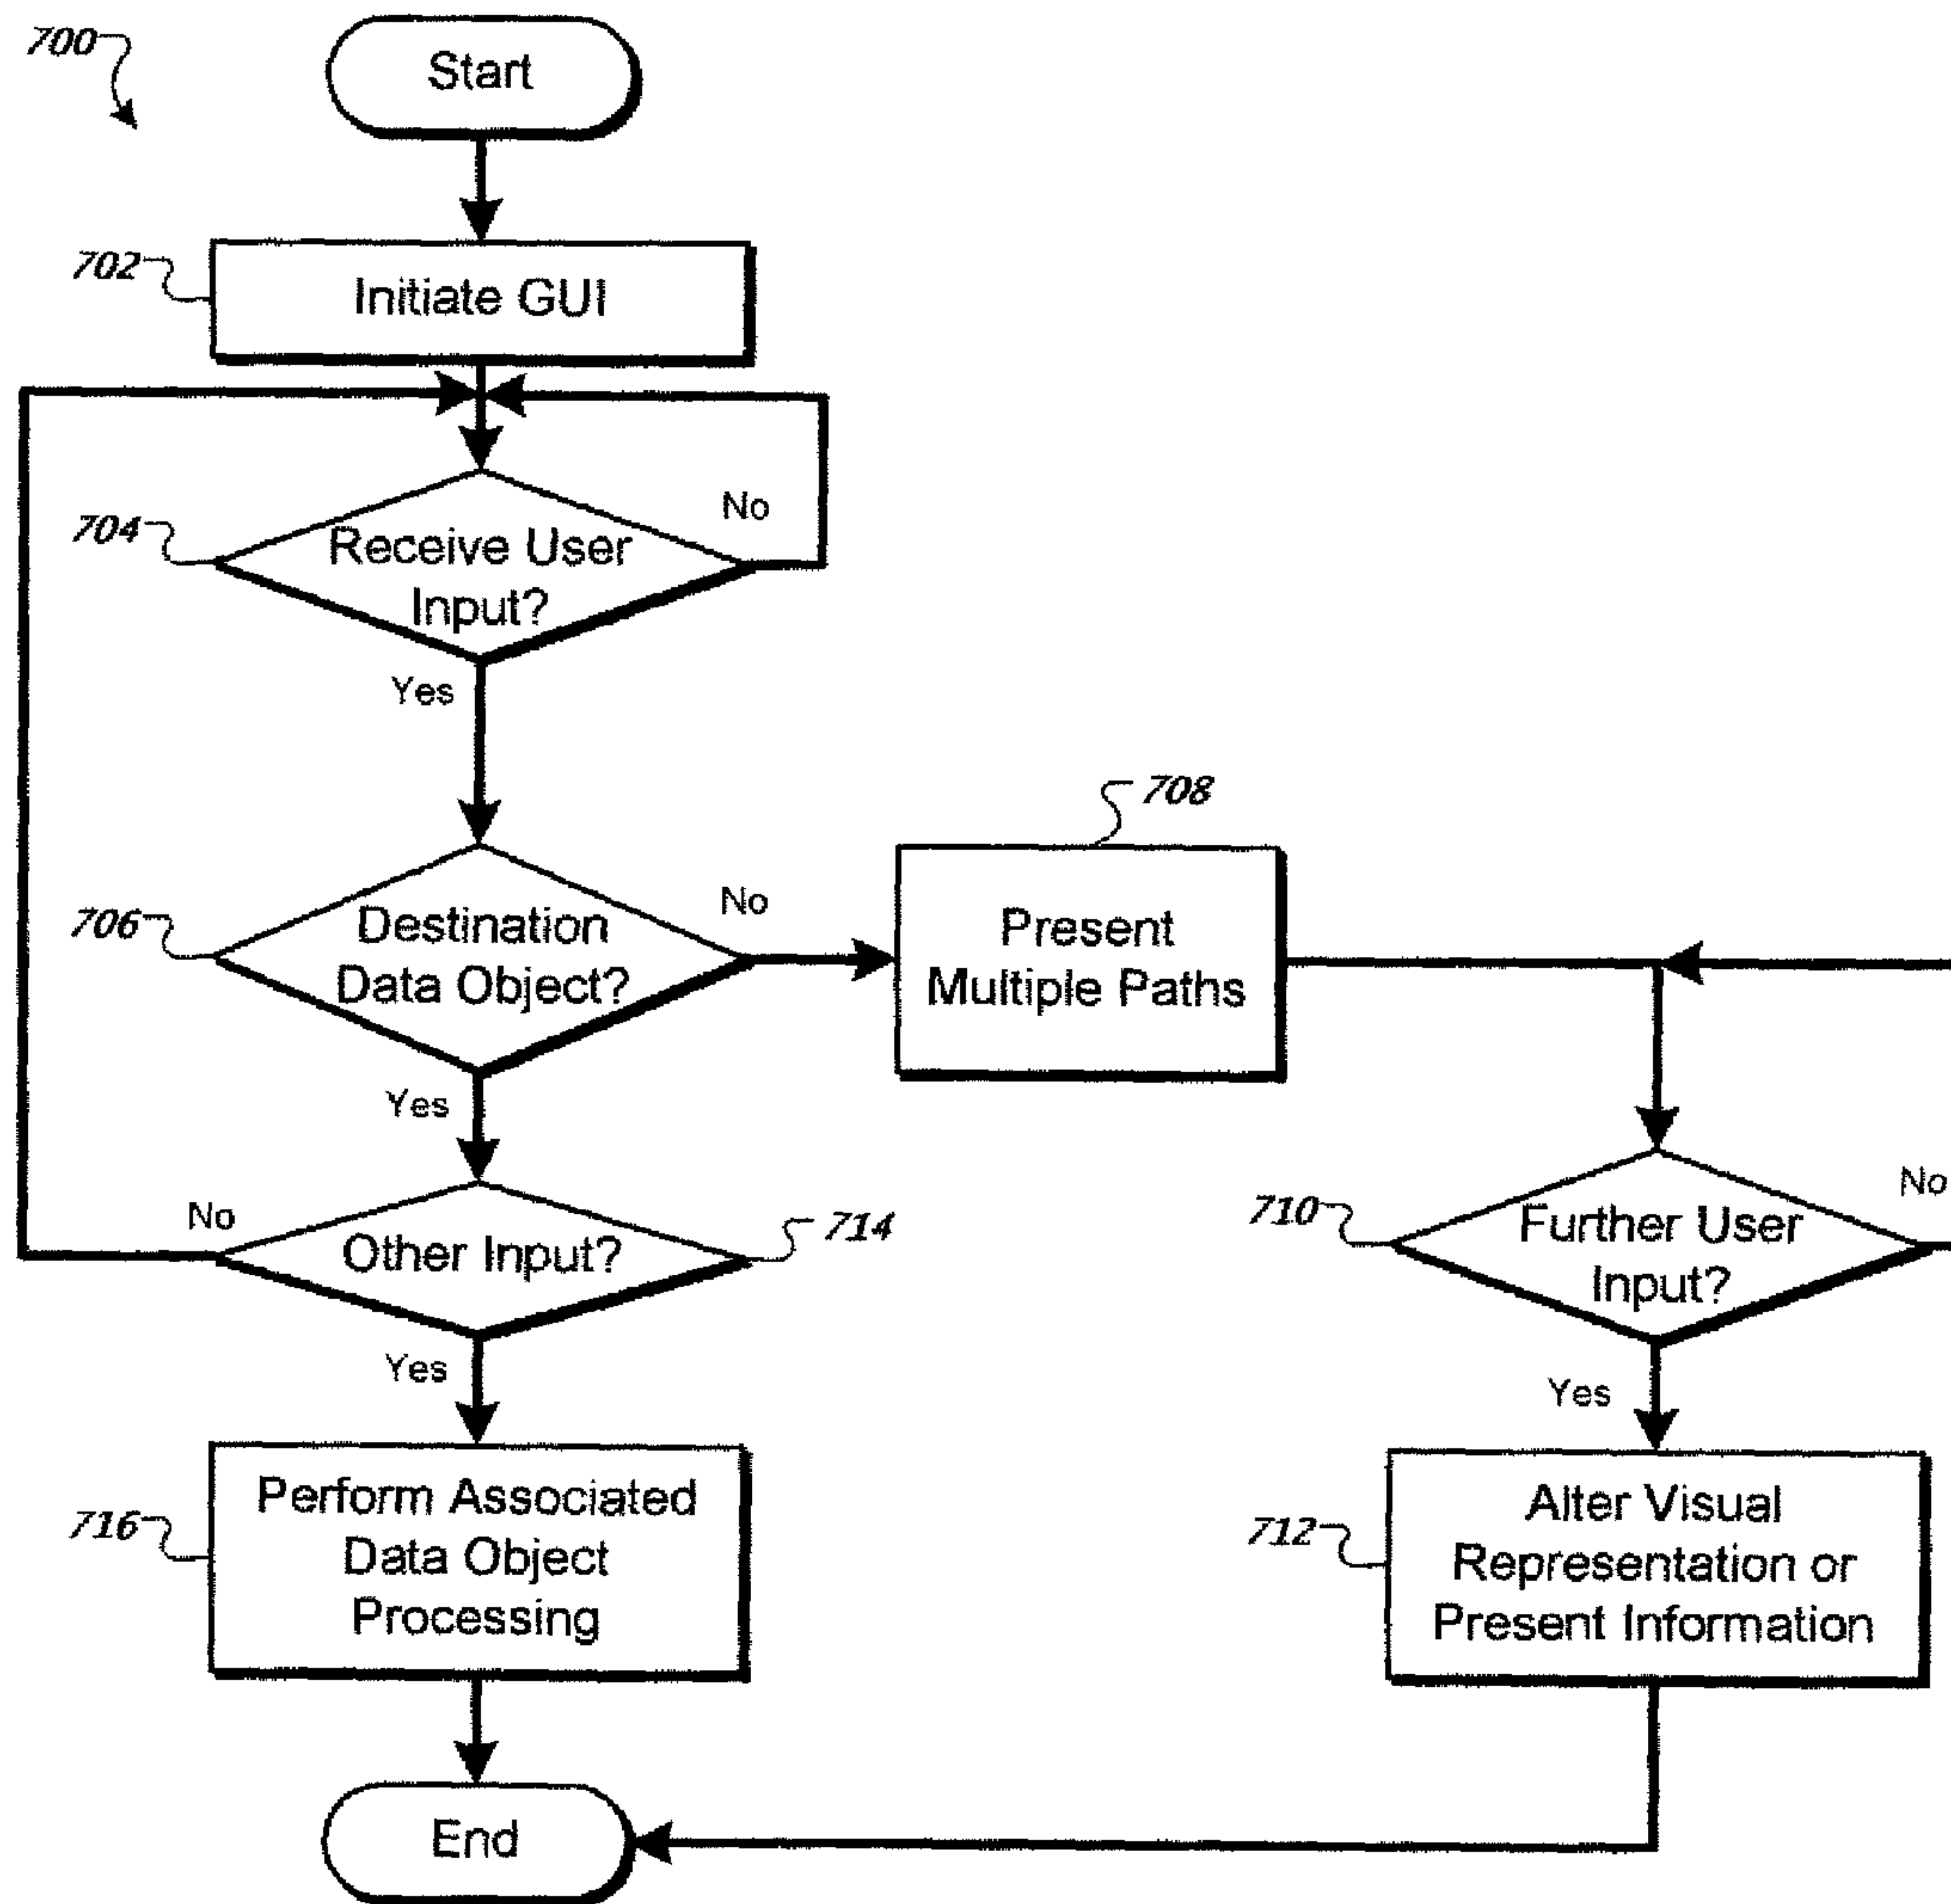 700
Start
702
Initiate GUI
704
Receive User
Input?
No
Yes
708
706
Destination
Data Object?
No
Present
Multiple Paths
Yes
No
Other Input?
714
710
Further User
Input?
No
Yes
Yes
716
Perform Associated
Data Object
Processing
712
Alter Visual
Representation or
Present Information
End